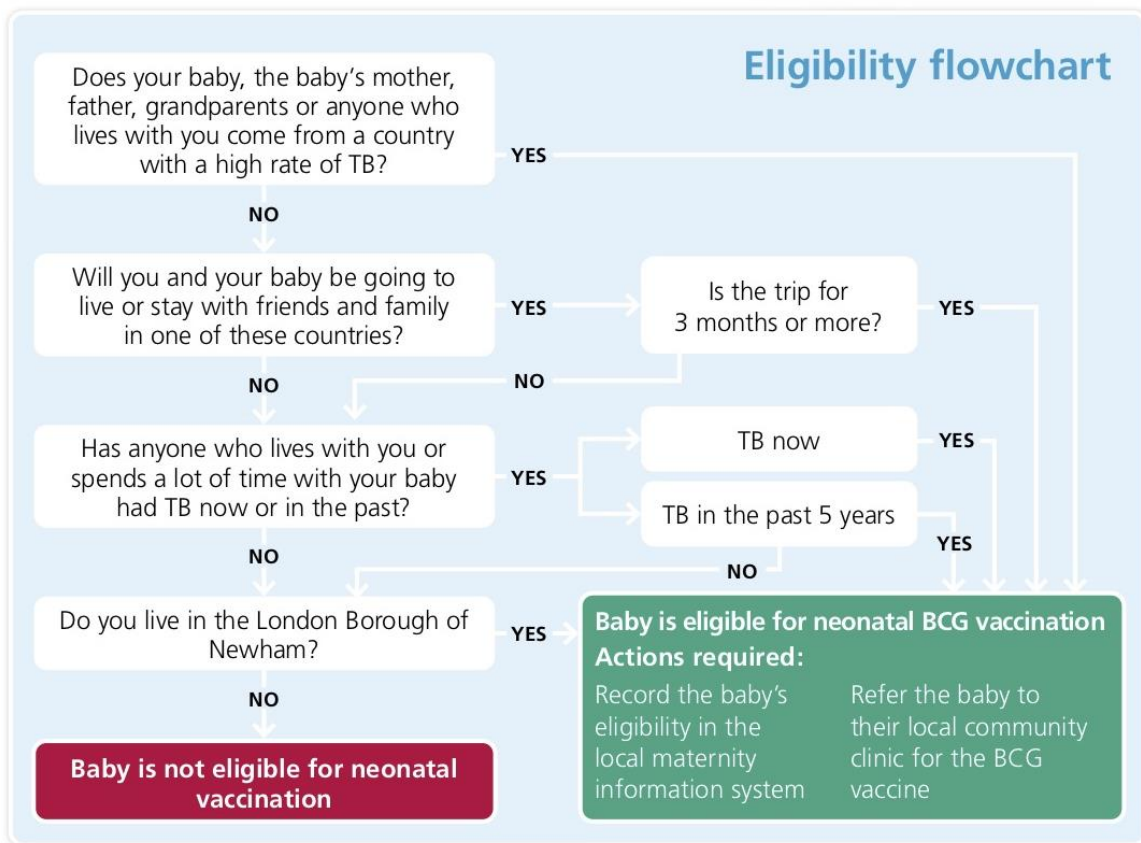 Eligibility flowchart
Does your baby, the baby's mother,
father, grandparents or anyone who
lives with you come from a country
with a high rate of TB?
YES
NO
Will you and your baby be going to
live or stay with friends and family
in one of these countries?
YES
Is the trip for
3 months or more?
YES
NO
NO
Has anyone who lives with you or
spends a lot of time with your baby
had TB now or in the past?
YES
TB now
YES
TB in the past 5 years
YES
NO
NO
Do you live in the London Borough of
Newham?
YES
NO
Baby is not eligible for neonatal
vaccination
Baby is eligible for neonatal BCG vaccination
Actions required:
Record the baby's
eligibility in the
local maternity
information system
Refer the baby to
their local community
clinic for the BCG
vaccine